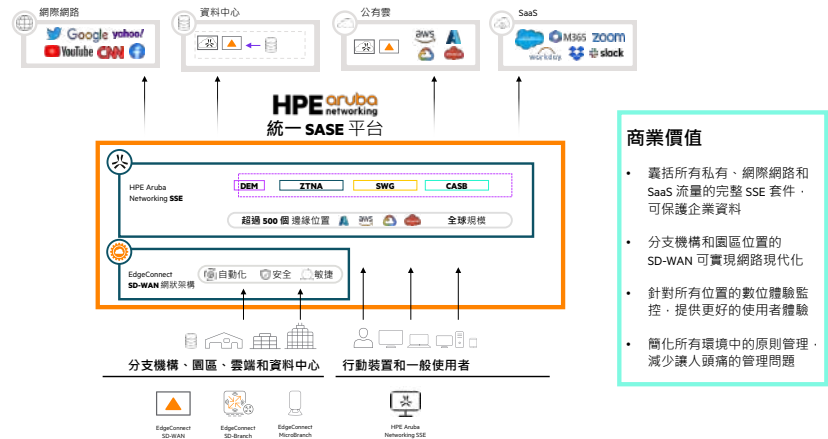 網際網路
資料中心
公有雲
SaaS
Google yahoo!
YouTube CNN
aws
M365 zoom
workday slack
HPE aruba
networking
統一 SASE 平台
HPE Aruba
Networking SSE
DEM ZTNA SWG CASB
超過 500 個 邊緣位置 aws 全球規模
EdgeConnect
SD-WAN 網狀架構
自動化 安全 敏捷
分支機構、園區、雲端和資料中心
行動裝置和一般使用者
EdgeConnect
SD-WAN
EdgeConnect
SD-Branch
EdgeConnect
MicroBranch
HPE Aruba
Networking SSE
商業價值
• 囊括所有私有、網際網路和
SaaS 流量的完整 SSE 套件,
可保護企業資料
• 分支機構和園區位置的
SD-WAN 可實現網路現代化
• 針對所有位置的數位體驗監
控,提供更好的使用者體驗
• 簡化所有環境中的原則管理,
減少讓人頭痛的管理問題